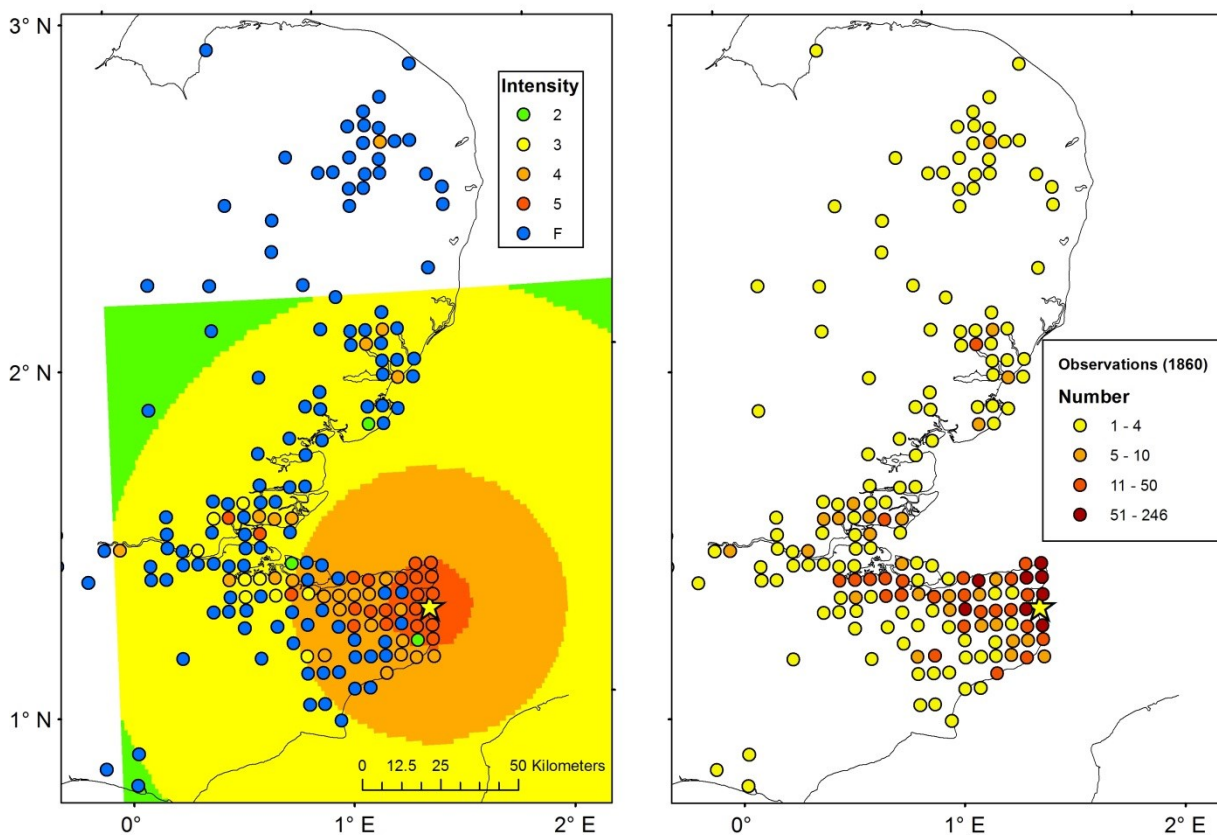 3° N
2° N
1° N
Intensity
2
3
4
5
F
0 12.5 25 50 Kilometers
0° 1° E 2° E
Observations (1860)
Number
1 - 4
5 - 10
11 - 50
51 - 246
0° 1° E 2° E